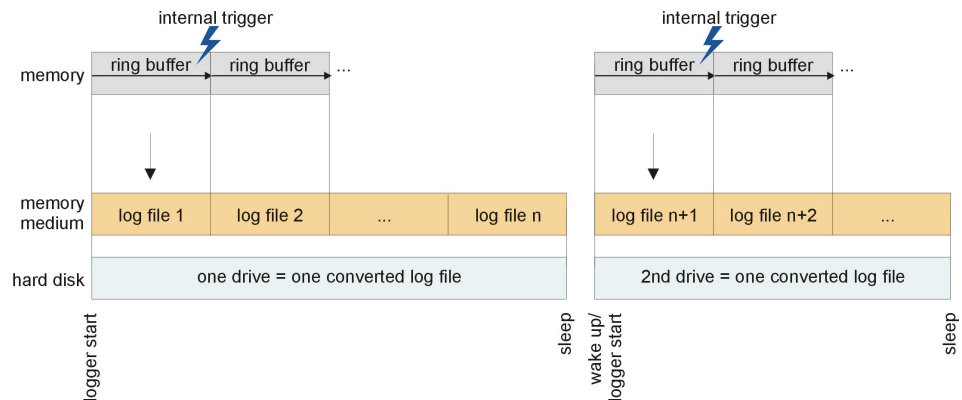 internal trigger
internal trigger
memory
ring buffer
ring buffer
...
ring buffer
ring buffer
...
memory
medium
log file 1
log file 2
...
log file n
log file n+1
log file n+2
...
hard disk
one drive = one converted log file
2nd drive = one converted log file
logger start
sleep
wake up/
logger start
sleep